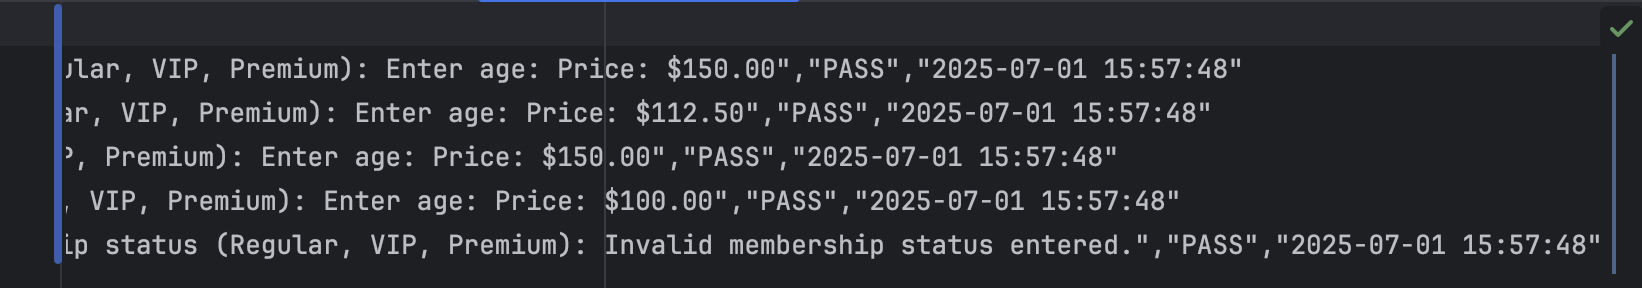 ular, VIP, Premium): Enter age: Price: $150.00","PASS","2025-07-01 15:57:48"
ar, VIP, Premium): Enter age: Price: $112.50","PASS","2025-07-01 15:57:48"
P, Premium): Enter age: Price: $150.00","PASS","2025-07-01 15:57:48"
, VIP, Premium): Enter age: Price: $100.00","PASS","2025-07-01 15:57:48"
ip status (Regular, VIP, Premium): Invalid membership status entered.","PASS","2025-07-01 15:57:48"